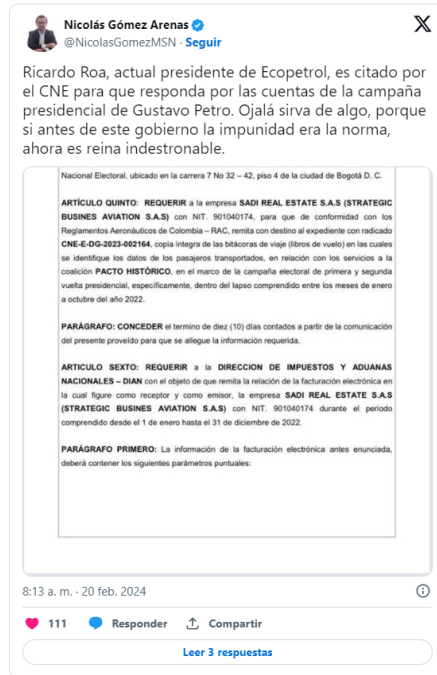 Nicolás Gómez Arenas
@NicolasGomezMSN · Seguir
Ricardo Roa, actual presidente de Ecopetrol, es citado por
el CNE para que responda por las cuentas de la campaña
presidencial de Gustavo Petro. Ojalá sirva de algo, porque
si antes de este gobierno la impunidad era la norma,
ahora es reina indestronable.
Nacional Electoral, ubicado en la carrera 7 No 32 – 42, piso 4 de la ciudad de Bogotá D. C.
ARTÍCULO QUINTO: REQUERIR a la empresa SADI REAL ESTATE S.A.S (STRATEGIC
BUSINES AVIATION S.A.S) con NIT. 901040174, para que de conformidad con los
Reglamentos Aeronáuticos de Colombia – RAC, remita con destino al expediente con radicado
CNE-E-DG-2023-002164, copia íntegra de las bitácoras de viaje (libros de vuelo) en las cuales
se identifique los datos de los pasajeros transportados, en relación con los servicios a la
coalición PACTO HISTÓRICO, en el marco de la campaña electoral de primera y segunda
vuelta presidencial, específicamente, dentro del lapso comprendido entre los meses de enero
a octubre del año 2022.
PARÁGRAFO: CONCEDER el termino de diez (10) días contados a partir de la comunicación
del presente proveído para que se allegue la información requerida.
ARTICULO SEXTO: REQUERIR a la DIRECCION DE IMPUESTOS Y ADUANAS
NACIONALES – DIAN con el objeto de que remita la relación de la facturación electrónica en
la cual figure como receptor y como emisor, la empresa SADI REAL ESTATE S.A.S
(STRATEGIC BUSINES AVIATION S.A.S) con NIT. 901040174 durante el periodo
comprendido desde el 1 de enero hasta el 31 de diciembre de 2022.
PARÁGRAFO PRIMERO: La información de la facturación electrónica antes enunciada,
deberá contener los siguientes parámetros puntuales:
8:13 a. m. · 20 feb. 2024
111 Responder Compartir
Leer 3 respuestas